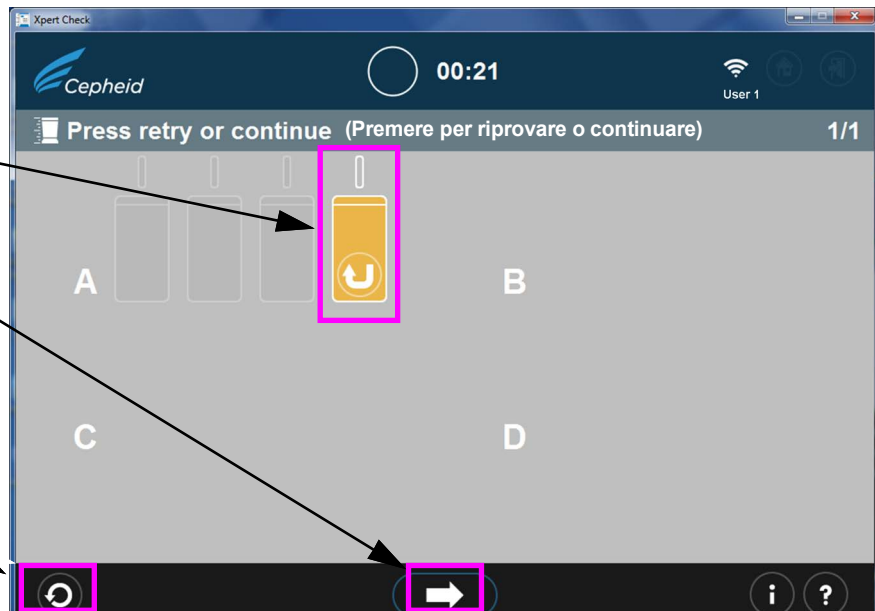 Xpert Check
Cepheid
00:21
User 1
Press retry or continue (Premere per riprovare o continuare) 1/1
A
B
C
D
i ?